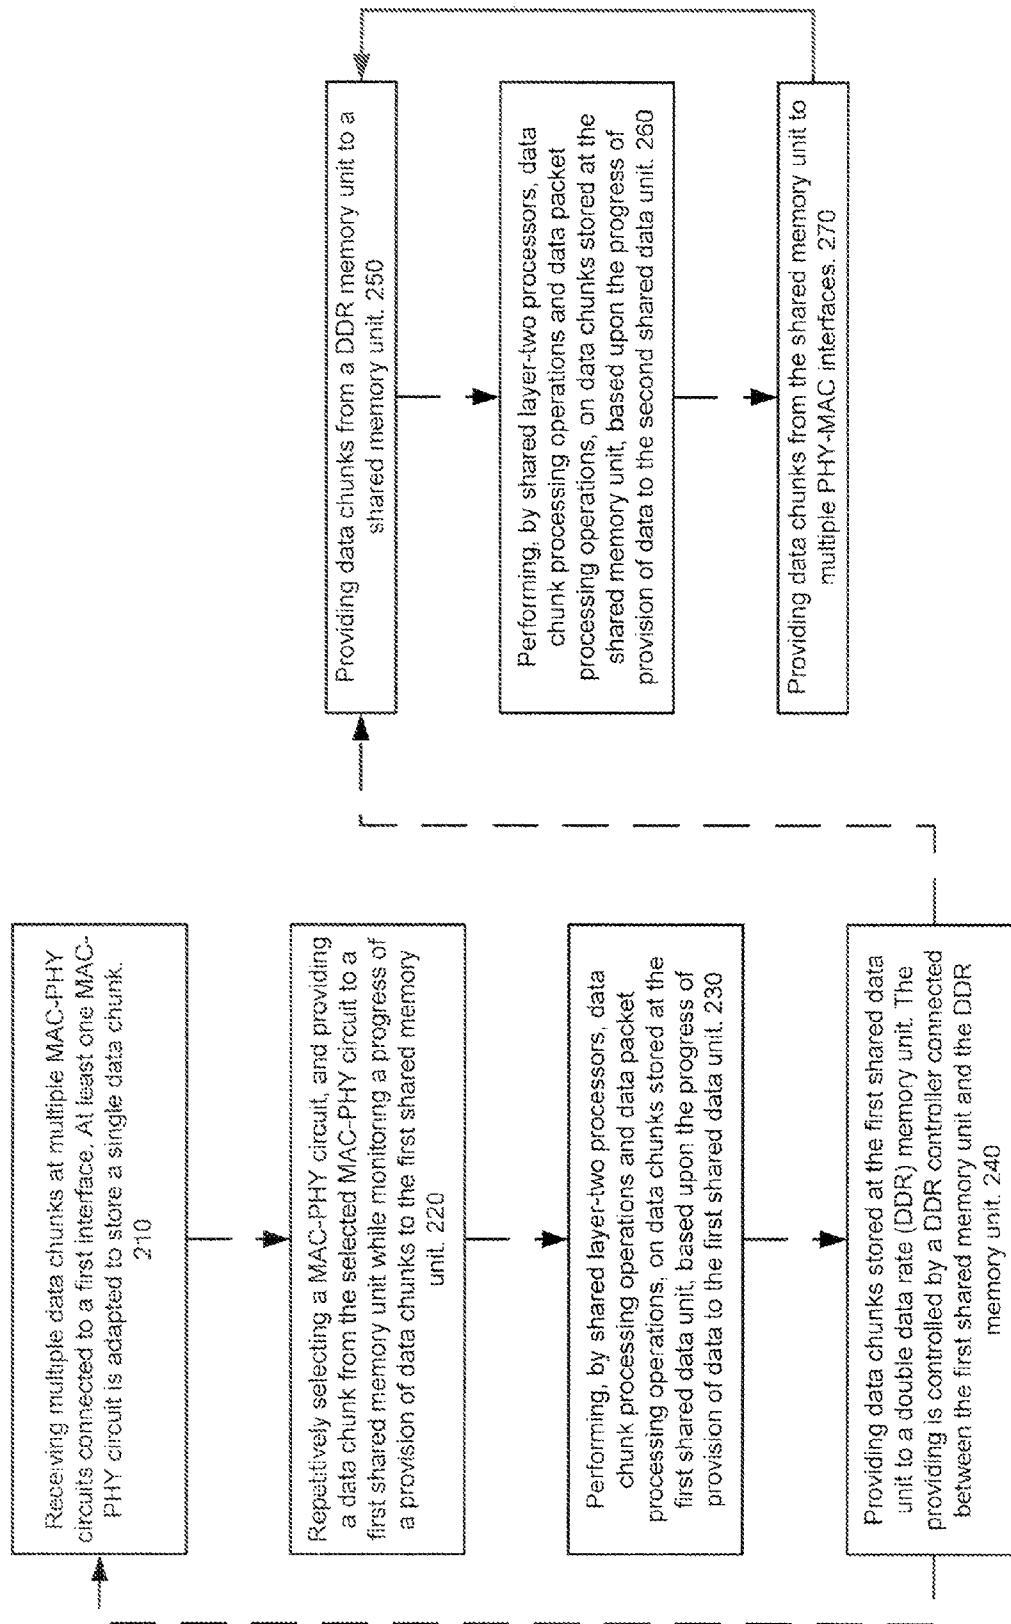 Receiving multiple data chunks at multiple MAC-PHY
circuits connected to a first interface. At least one MAC-
PHY circuit is adapted to store a single data chunk.
210
Repetitively selecting a MAC-PHY circuit, and providing
a data chunk from the selected MAC-PHY circuit to a
first shared memory unit while monitoring a progress of
a provision of data chunks to the first shared memory
unit. 220
Performing, by shared layer-two processors, data
chunk processing operations and data packet
processing operations, on data chunks stored at the
first shared data unit, based upon the progress of
provision of data to the first shared data unit. 230
Providing data chunks stored at the first shared data
unit to a double data rate (DDR) memory unit. The
providing is controlled by a DDR controller connected
between the first shared memory unit and the DDR
memory unit. 240
Providing data chunks from a DDR memory unit to a
shared memory unit. 250
Performing, by shared layer-two processors, data
chunk processing operations and data packet
processing operations, on data chunks stored at the
shared memory unit, based upon the progress of
provision of data to the second shared data unit. 260
Providing data chunks from the shared memory unit to
multiple PHY-MAC interfaces. 270